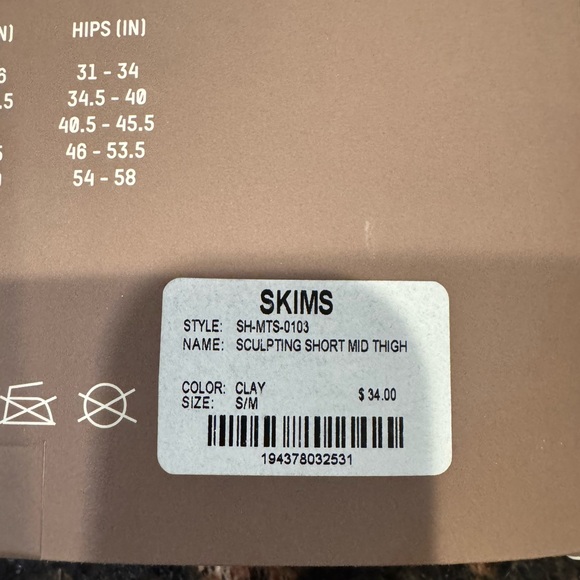 HIPS (IN)
31 - 34
34.5 - 40
40.5 - 45.5
46 - 53.5
54 - 58
SKIMS
STYLE: SH-MTS-0103
NAME: SCULPTING SHORT MID THIGH
COLOR: CLAY $ 34.00
SIZE: S/M
194378032531